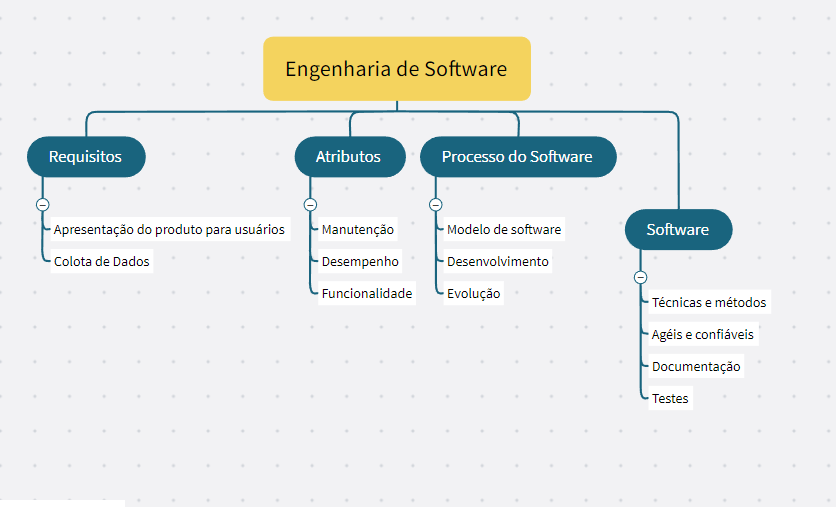 Engenharia de Software
Requisitos
Apresentação do produto para usuários
Colota de Dados
Atributos
Manutenção
Desempenho
Funcionalidade
Processo do Software
Modelo de software
Desenvolvimento
Evolução
Software
Técnicas e métodos
Agéis e confiáveis
Documentação
Testes